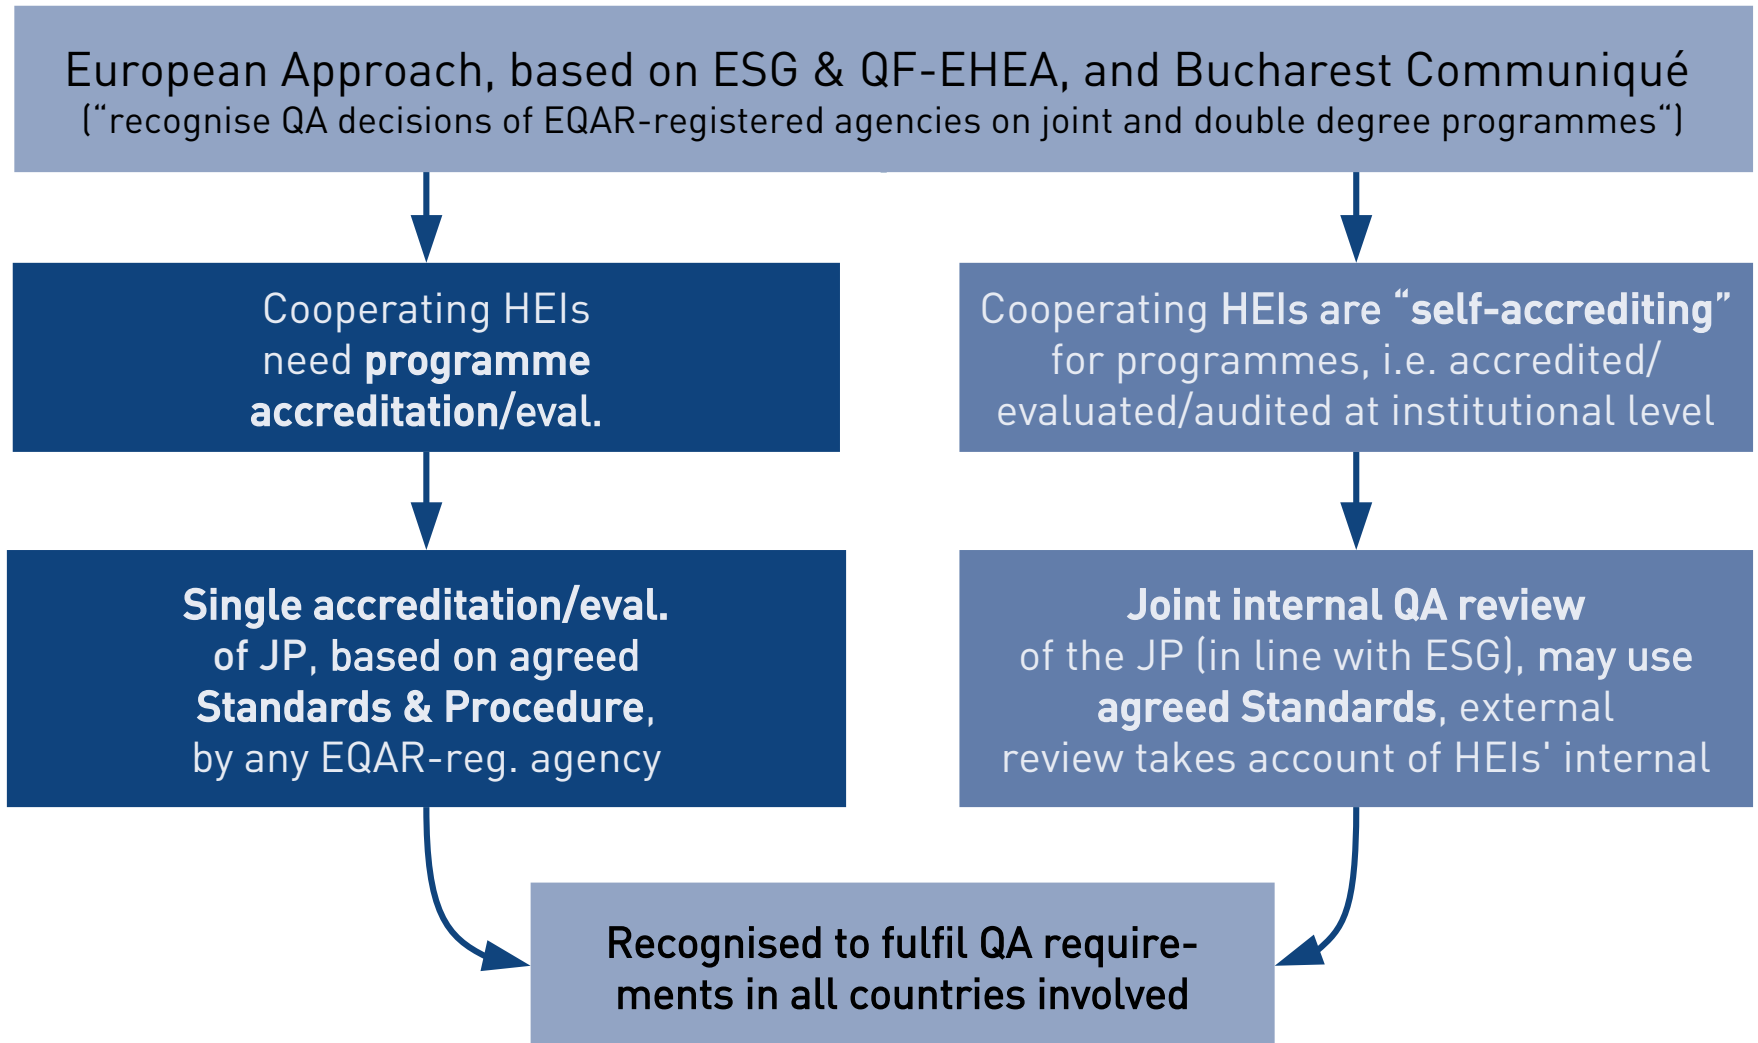 European Approach, based on ESG & QF-EHEA, and Bucharest Communiqué
(“recognise QA decisions of EQAR-registered agencies on joint and double degree programmes“)
Cooperating HEIs
need programme
accreditation/eval.
Cooperating HEIs are “self-accrediting”
for programmes, i.e. accredited/
evaluated/audited at institutional level
Single accreditation/eval.
of JP, based on agreed
Standards & Procedure,
by any EQAR-reg. agency
Joint internal QA review
of the JP (in line with ESG), may use
agreed Standards, external
review takes account of HEIs' internal
Recognised to fulfil QA require-
ments in all countries involved